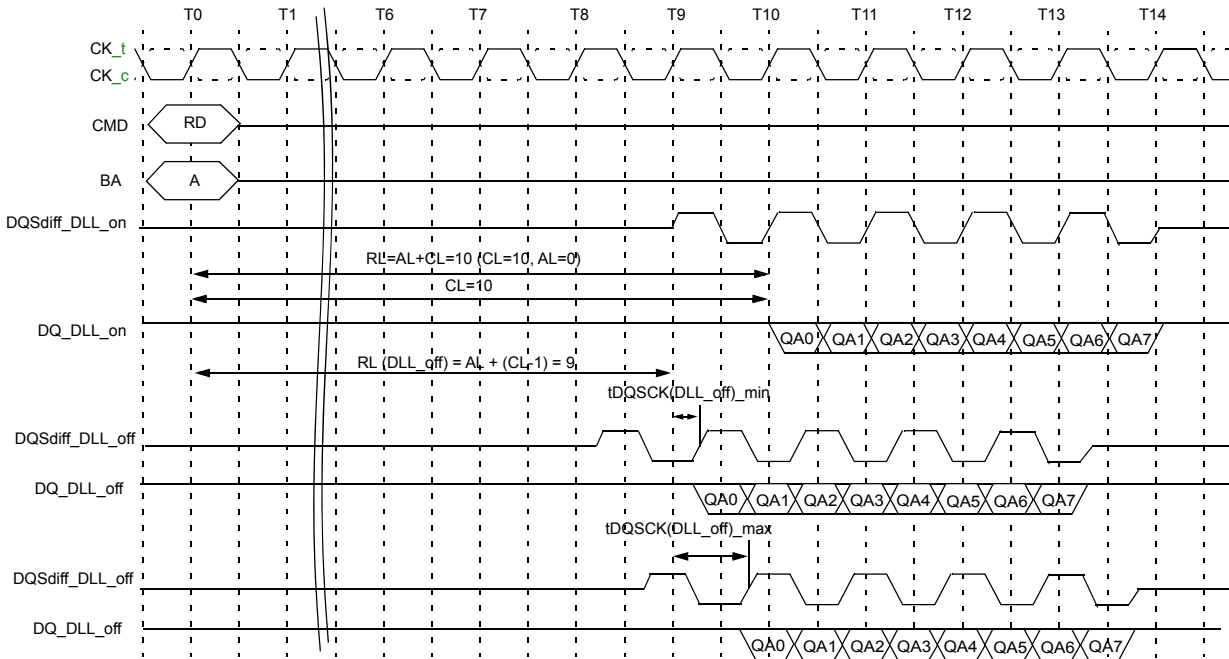 T0 T1 T6 T7 T8 T9 T10 T11 T12 T13 T14
CK_t
CK_c
CMD RD
BA A
DQSdiff_DLL_on
RL=AL+CL=10 (CL=10, AL=0)
CL=10
DQ_DLL_on QA0 QA1 QA2 QA3 QA4 QA5 QA6 QA7
RL (DLL_off) = AL + (CL-1) = 9
tDQSCK(DLL_off)_min
DQSdiff_DLL_off
DQ_DLL_off QA0 QA1 QA2 QA3 QA4 QA5 QA6 QA7
tDQSCK(DLL_off)_max
DQSdiff_DLL_off
DQ_DLL_off QA0 QA1 QA2 QA3 QA4 QA5 QA6 QA7